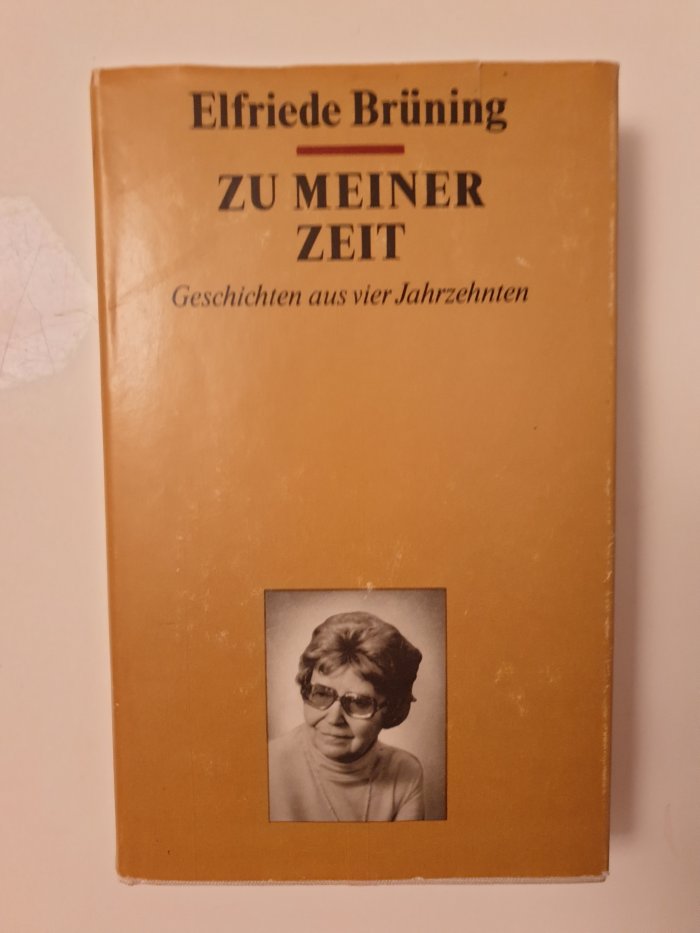 Elfriede Brüning
ZU MEINER
ZEIT
Geschichten aus vier Jahrzehnten